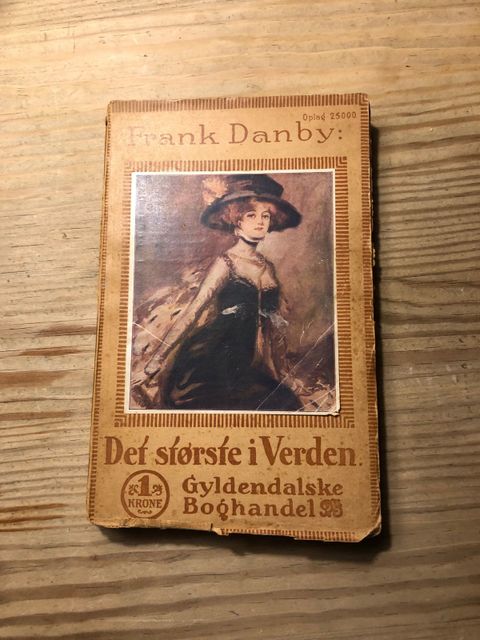 Oplag 25000
Frank Danby:
Det største i Verden.
1 KRONE
Gyldendalske
Boghandel